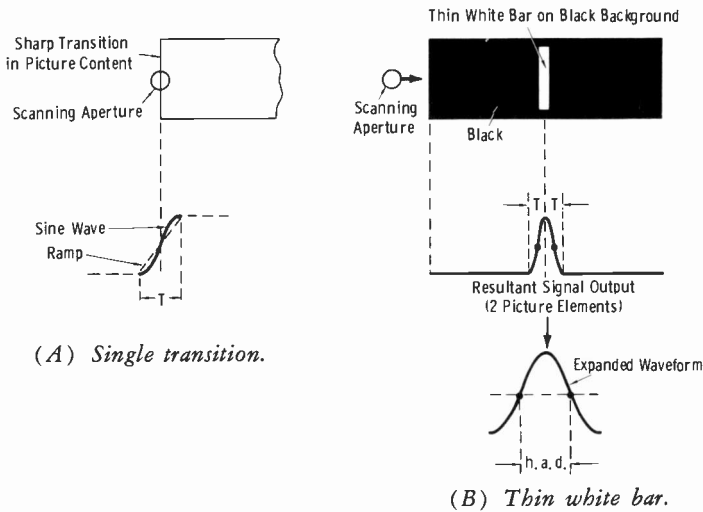 Sharp Transition
in Picture Content
Scanning Aperture
Sine Wave
Ramp
T
(A) Single transition.
Thin White Bar on Black Background
Scanning
Aperture
Black
T T
Resultant Signal Output
(2 Picture Elements)
Expanded Waveform
h.a.d.
(B) Thin white bar.